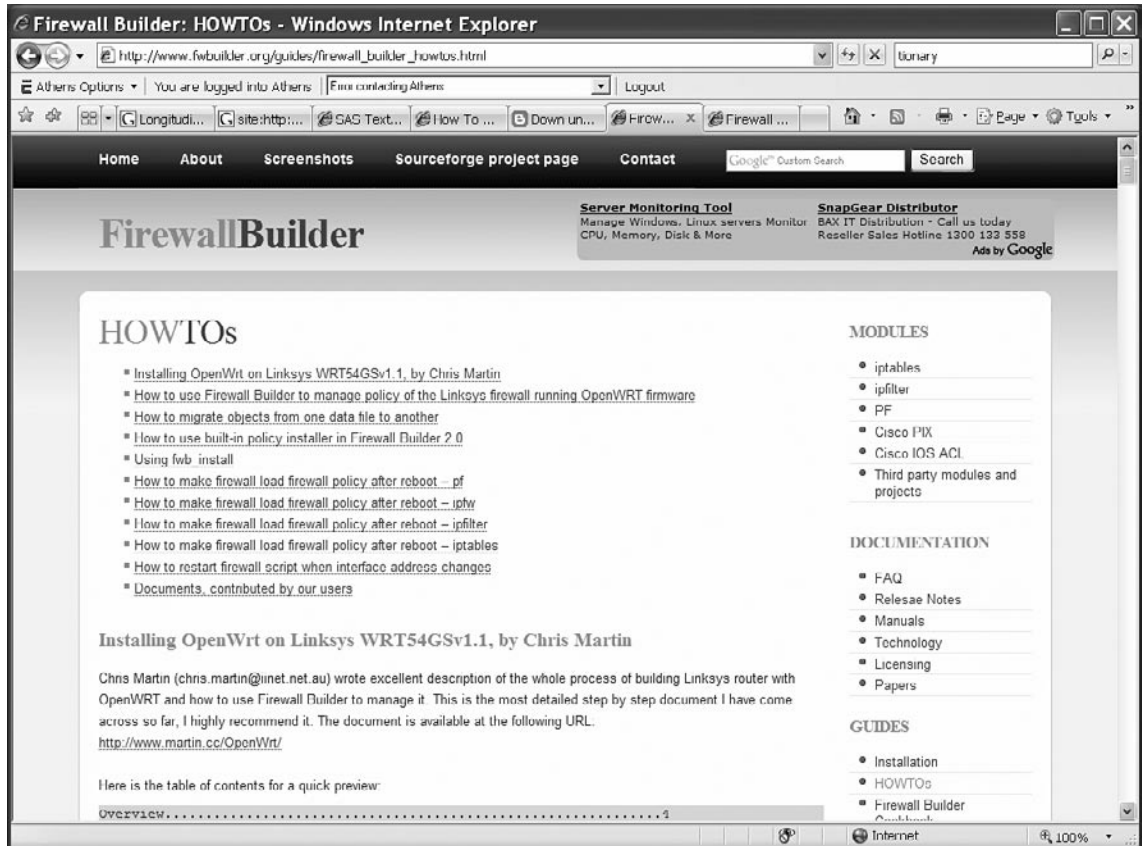 Firewall Builder: HOWTOs - Windows Internet Explorer
http://www.fwbuilder.org/guides/firewall_builder_howtos.html
tionary
Athens Options
You are logged into Athens
Error contacting Athens
Logout
Longitudi...
site:http:...
SAS Text...
How To ...
Down un...
Firew...
Firewall ...
Page
Tools
Home About Screenshots Sourceforge project page Contact
Google™ Custom Search
Search
FirewallBuilder
Server Monitoring Tool
Manage Windows, Linux servers Monitor
CPU, Memory, Disk & More
SnapGear Distributor
BAX IT Distribution - Call us today
Reseller Sales Hotline 1300 133 558
Ads by Google
HOWTOs
Installing OpenWrt on Linksys WRT54GSv1.1, by Chris Martin
How to use Firewall Builder to manage policy of the Linksys firewall running OpenWRT firmware
How to migrate objects from one data file to another
How to use built-in policy installer in Firewall Builder 2.0
Using fwb_install
How to make firewall load firewall policy after reboot – pf
How to make firewall load firewall policy after reboot – ipfw
How to make firewall load firewall policy after reboot – ipfilter
How to make firewall load firewall policy after reboot – iptables
How to restart firewall script when interface address changes
Documents, contributed by our users
Installing OpenWrt on Linksys WRT54GSv1.1, by Chris Martin
Chris Martin (chris.martin@iinet.net.au) wrote excellent description of the whole process of building Linksys router with
OpenWRT and how to use Firewall Builder to manage it. This is the most detailed step by step document I have come
across so far, I highly recommend it. The document is available at the following URL:
http://www.martin.cc/OpenWrt/
Here is the table of contents for a quick preview:
Overview..............................................................4
MODULES
iptables
ipfilter
PF
Cisco PIX
Cisco IOS ACL
Third party modules and
projects
DOCUMENTATION
FAQ
Relesae Notes
Manuals
Technology
Licensing
Papers
GUIDES
Installation
HOWTOs
Firewall Builder
Cookbook
Internet
100%